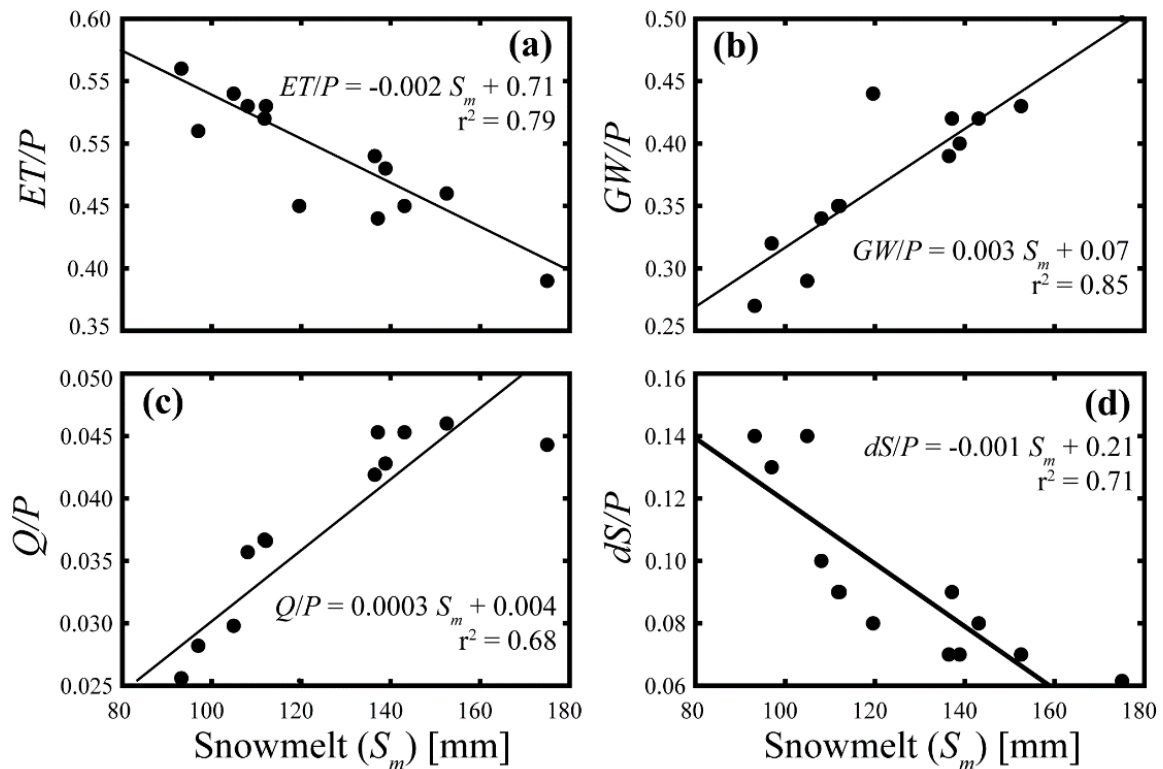 0.60
0.55
0.55
0.45
0.40
0.35
ET/P
(a)
ET/P = -0.002 Sm + 0.71
r² = 0.79
0.50
0.45
0.40
0.35
0.30
0.25
GW/P
(b)
GW/P = 0.003 Sm + 0.07
r² = 0.85
0.050
0.045
0.040
0.035
0.030
0.025
Q/P
(c)
Q/P = 0.0003 Sm + 0.004
r² = 0.68
80 100 120 140 160 180
Snowmelt (Sm) [mm]
0.16
0.14
0.12
0.10
0.08
0.06
dS/P
(d)
dS/P = -0.001 Sm + 0.21
r² = 0.71
80 100 120 140 160 180
Snowmelt (Sm) [mm]